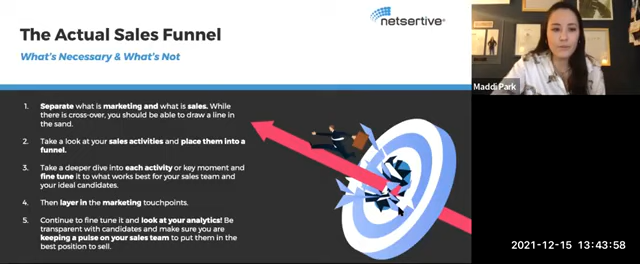 The Actual Sales Funnel
What's Necessary & What's Not
netsertive
Maddi Park
1. Separate what is marketing and what is sales. While
there is cross-over, you should be able to draw a line in
the sand.
2. Take a look at your sales activities and place them into a
funnel.
3. Take a deeper dive into each activity or key moment and
fine tune it to what works best for your sales team and
your ideal candidates.
4. Then layer in the marketing touchpoints.
5. Continue to fine tune it and look at your analytics! Be
transparent with candidates and make sure you are
keeping a pulse on your sales team to put them in the
best position to sell.
2021-12-15 13:43:58